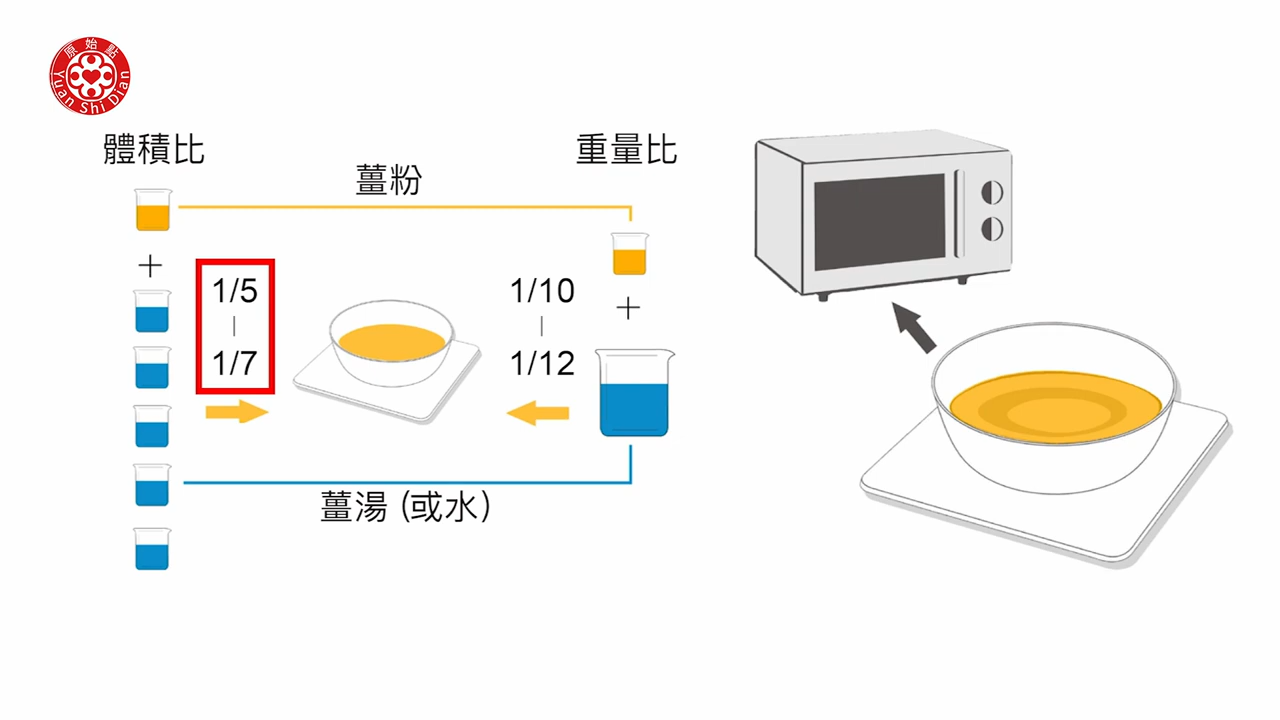 原始點
Yuan Shi Dian
體積比
重量比
薑粉
+
1/5
|
1/7
1/10
|
1/12
+
薑湯（或水）